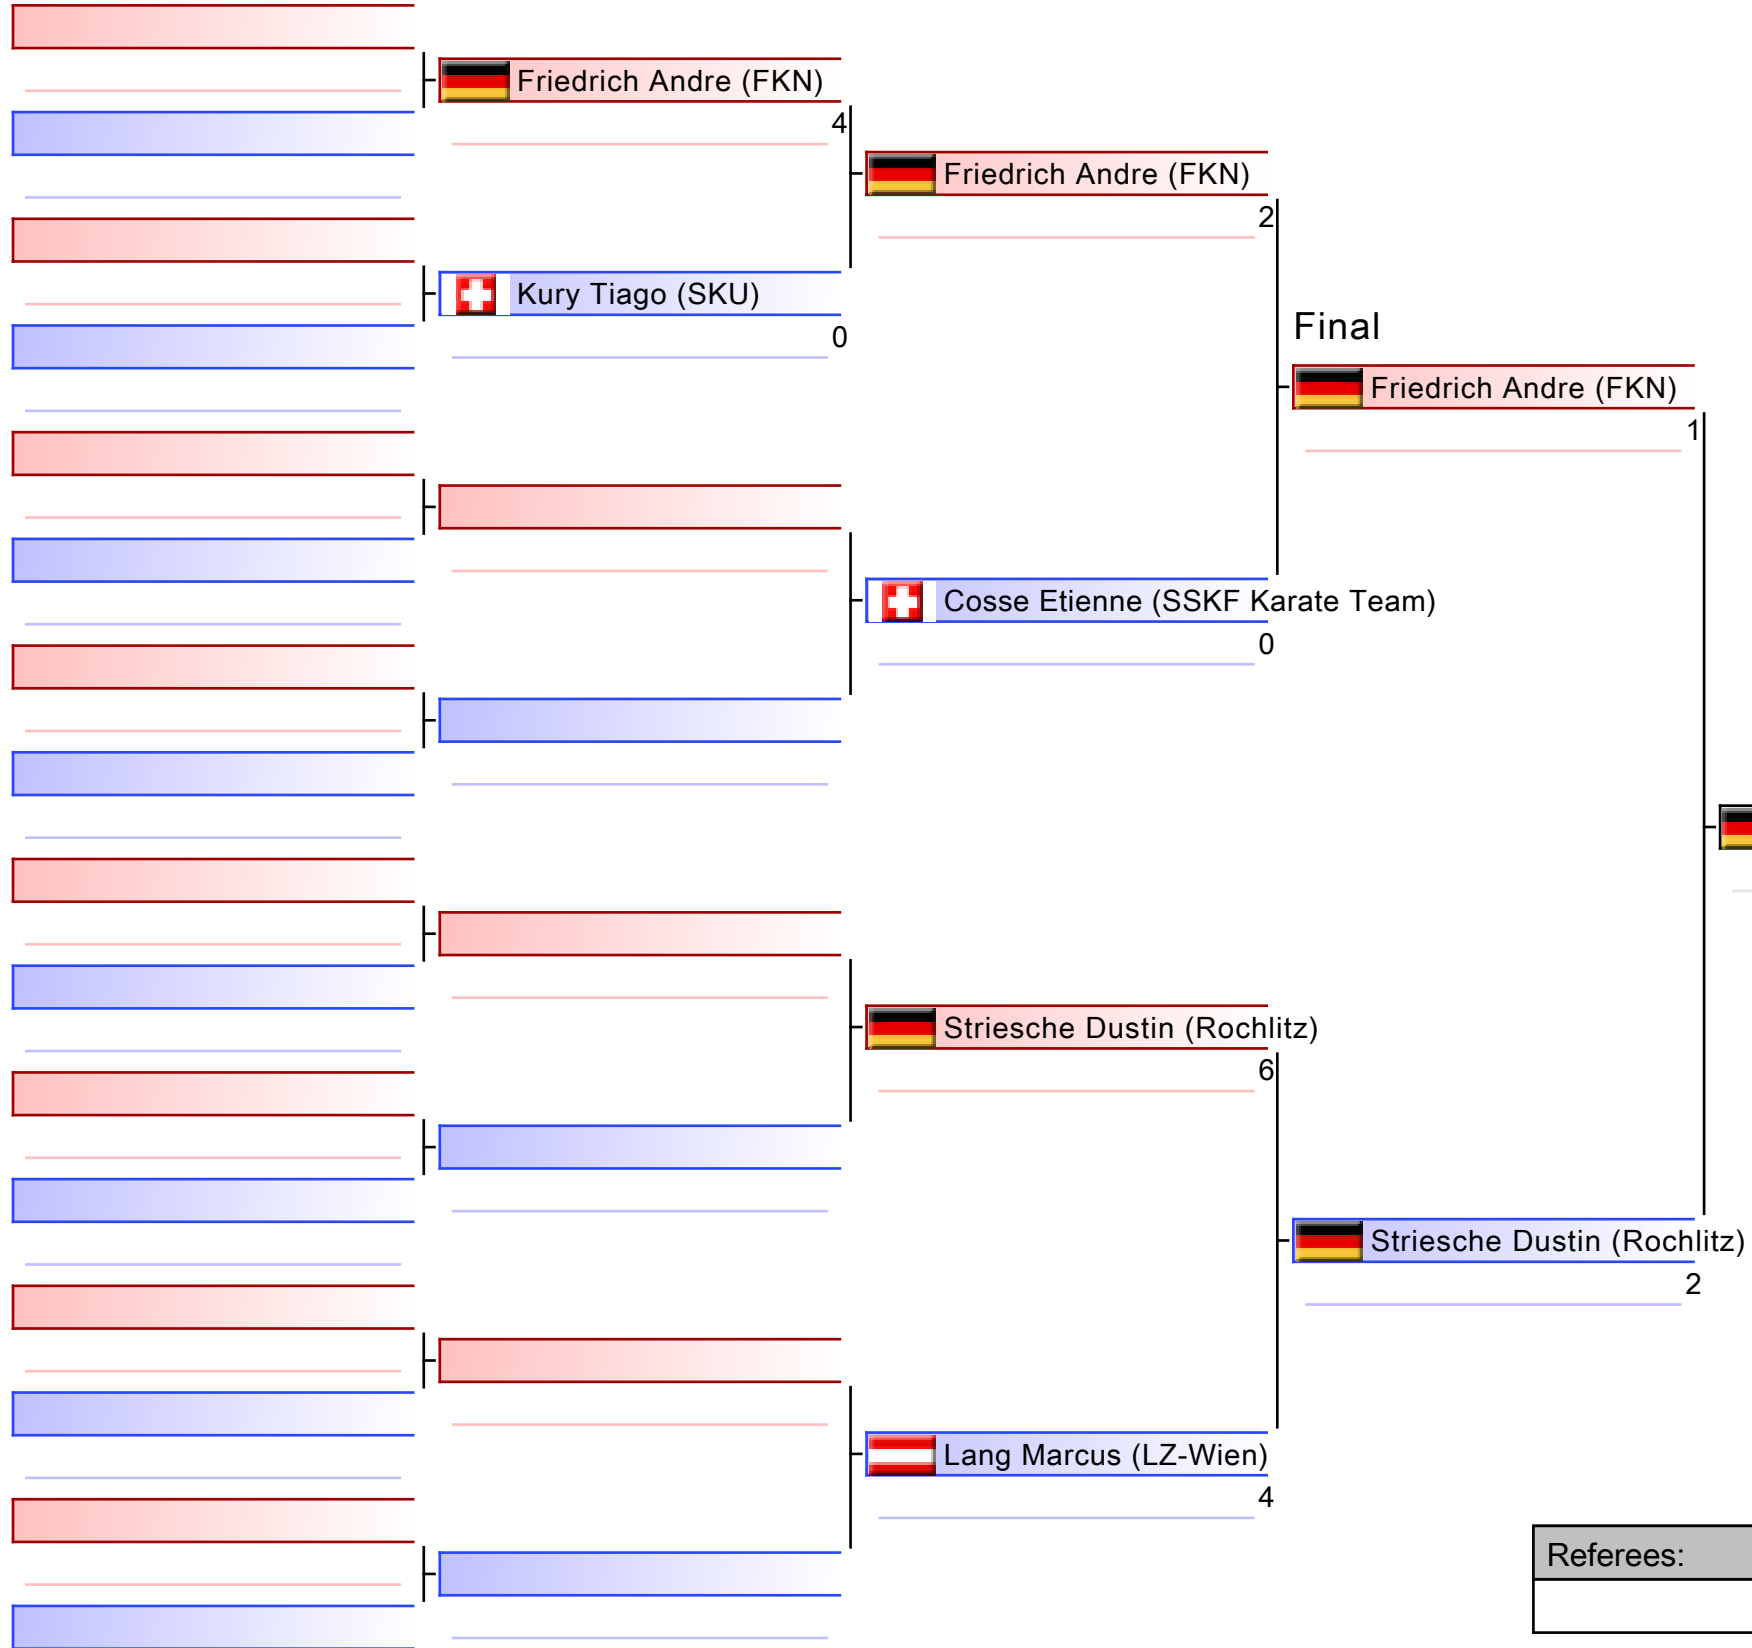 Friedrich Andre (FKN)
4
Kury Tiago (SKU)
0
Friedrich Andre (FKN)
2
Cosse Etienne (SSKF Karate Team)
0
Striesche Dustin (Rochlitz)
6
Lang Marcus (LZ-Wien)
4
Final
Friedrich Andre (FKN)
1
Striesche Dustin (Rochlitz)
2
Referees: